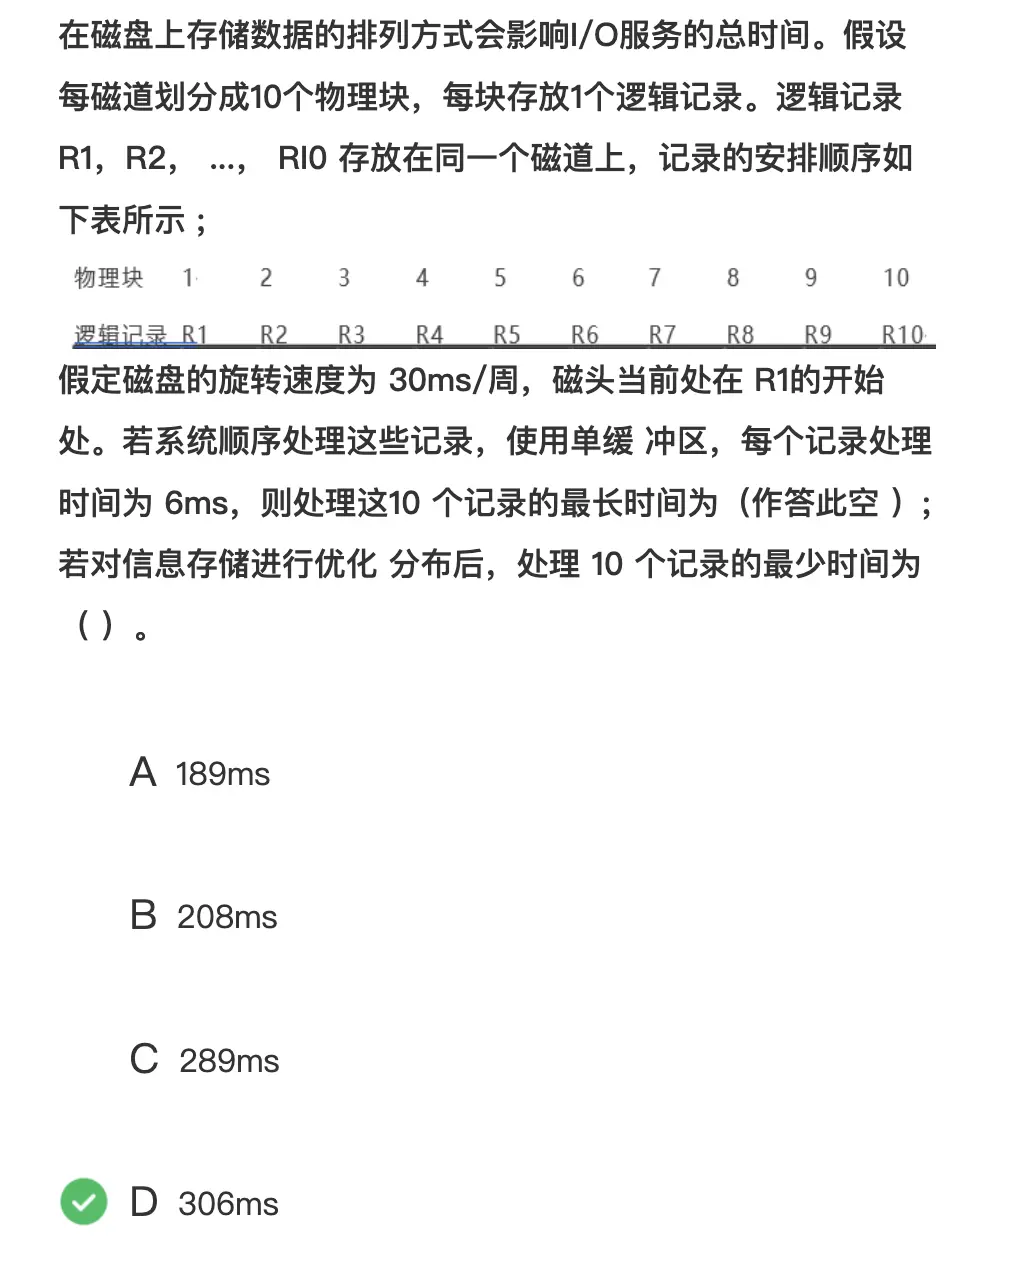 在磁盘上存储数据的排列方式会影响I/O服务的总时间。假设
每磁道划分成10个物理块，每块存放1个逻辑记录。逻辑记录
R1，R2， ...， RI0 存放在同一个磁道上，记录的安排顺序如
下表所示；
物理块 1 2 3 4 5 6 7 8 9 10
逻辑记录 R1 R2 R3 R4 R5 R6 R7 R8 R9 R10
假定磁盘的旋转速度为 30ms/周，磁头当前处在 R1的开始
处。若系统顺序处理这些记录，使用单缓 冲区，每个记录处理
时间为 6ms，则处理这10 个记录的最长时间为（作答此空 ）；
若对信息存储进行优化 分布后，处理 10 个记录的最少时间为
（ ）。
A 189ms
B 208ms
C 289ms
D 306ms